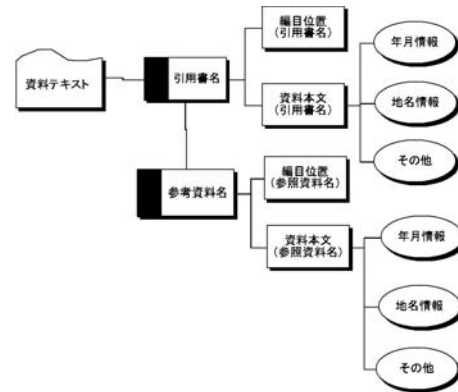 資料テキスト
引用書名
編目位置
(引用書名)
資料本文
(引用書名)
年月情報
地名情報
その他
参考資料名
編目位置
(参照資料名)
資料本文
(参照資料名)
年月情報
地名情報
その他